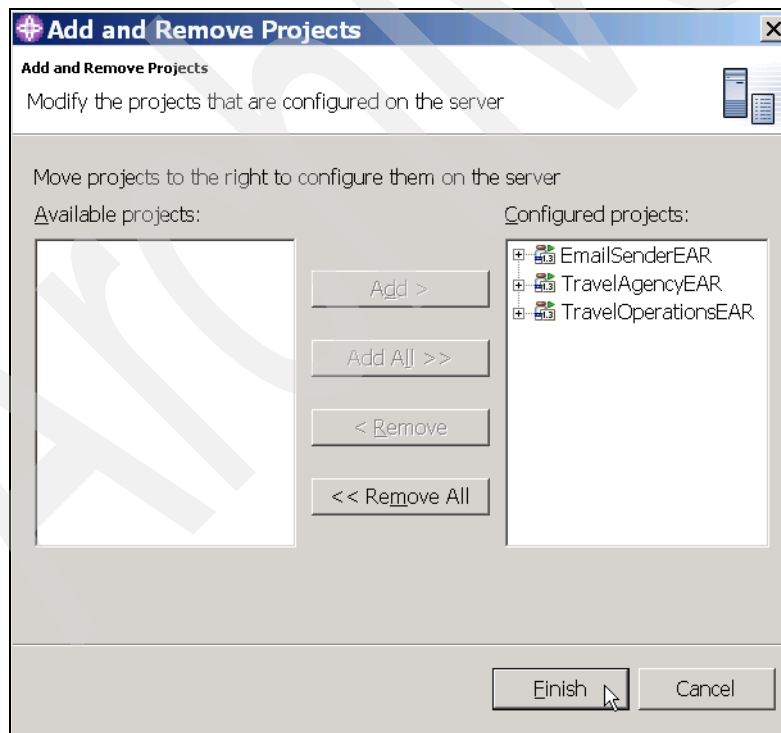 Add and Remove Projects
Add and Remove Projects
Modify the projects that are configured on the server
Move projects to the right to configure them on the server
Available projects:
Configured projects:
EmailSenderEAR
TravelAgencyEAR
TravelOperationsEAR
Add >
Add All >>
< Remove
<< Remove All
Finish
Cancel